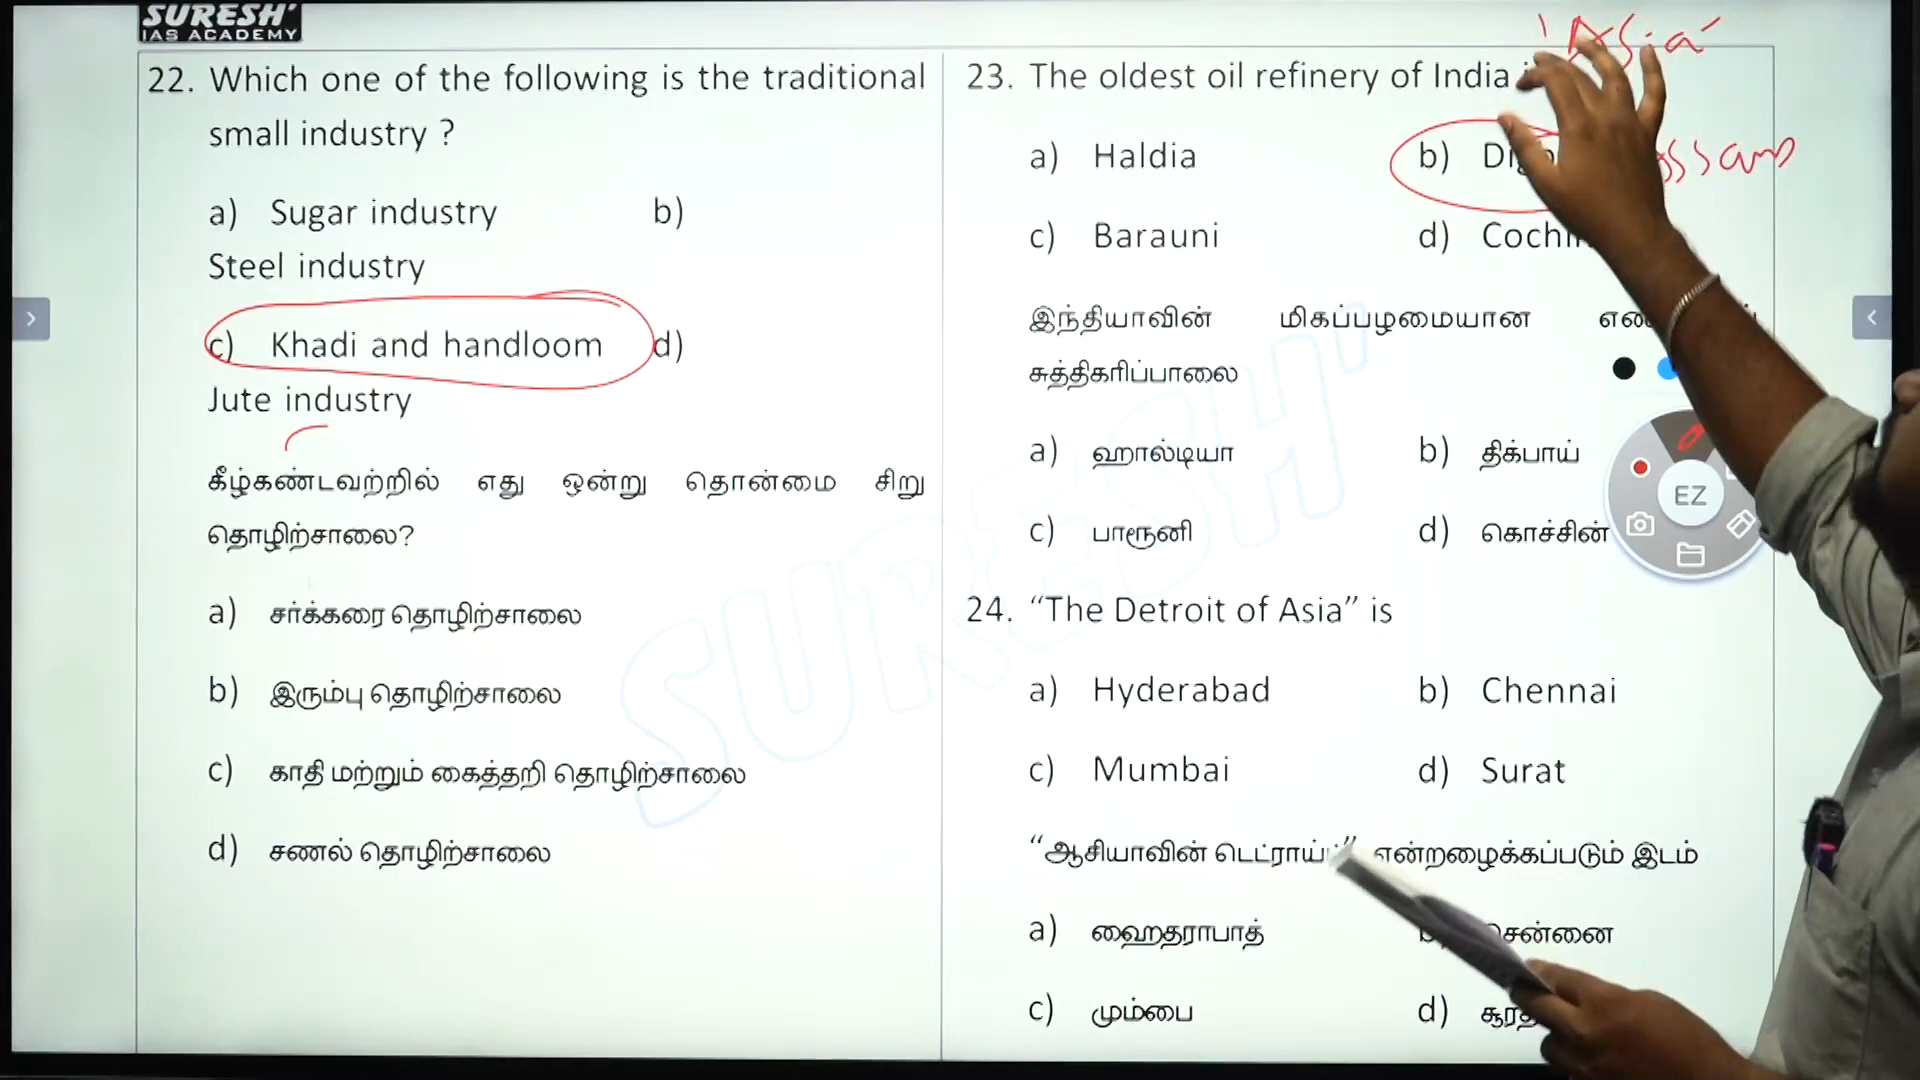 SURESH'
IAS ACADEMY
22. Which one of the following is the traditional
small industry ?
a) Sugar industry b)
Steel industry
c) Khadi and handloom d)
Jute industry
கீழ்கண்டவற்றில் எது ஒன்று தொன்மை சிறு
தொழிற்சாலை?
a) சர்க்கரை தொழிற்சாலை
b) இரும்பு தொழிற்சாலை
c) காதி மற்றும் கைத்தறி தொழிற்சாலை
d) சணல் தொழிற்சாலை
'Asia'
23. The oldest oil refinery of India
a) Haldia b)
c) Barauni d)
இந்தியாவின் மிகப்பழமையான
சுத்திகரிப்பாலை
a) ஹால்டியா b) திக்பாய்
c) பாரூனி d) கொச்சின்
EZ
24. “The Detroit of Asia” is
a) Hyderabad b) Chennai
c) Mumbai d) Surat
“ஆசியாவின் என்றழைக்கப்படும் இடம்
a) ஹைதராபாத் சென்னை
c) மும்பை d)
SURESH'